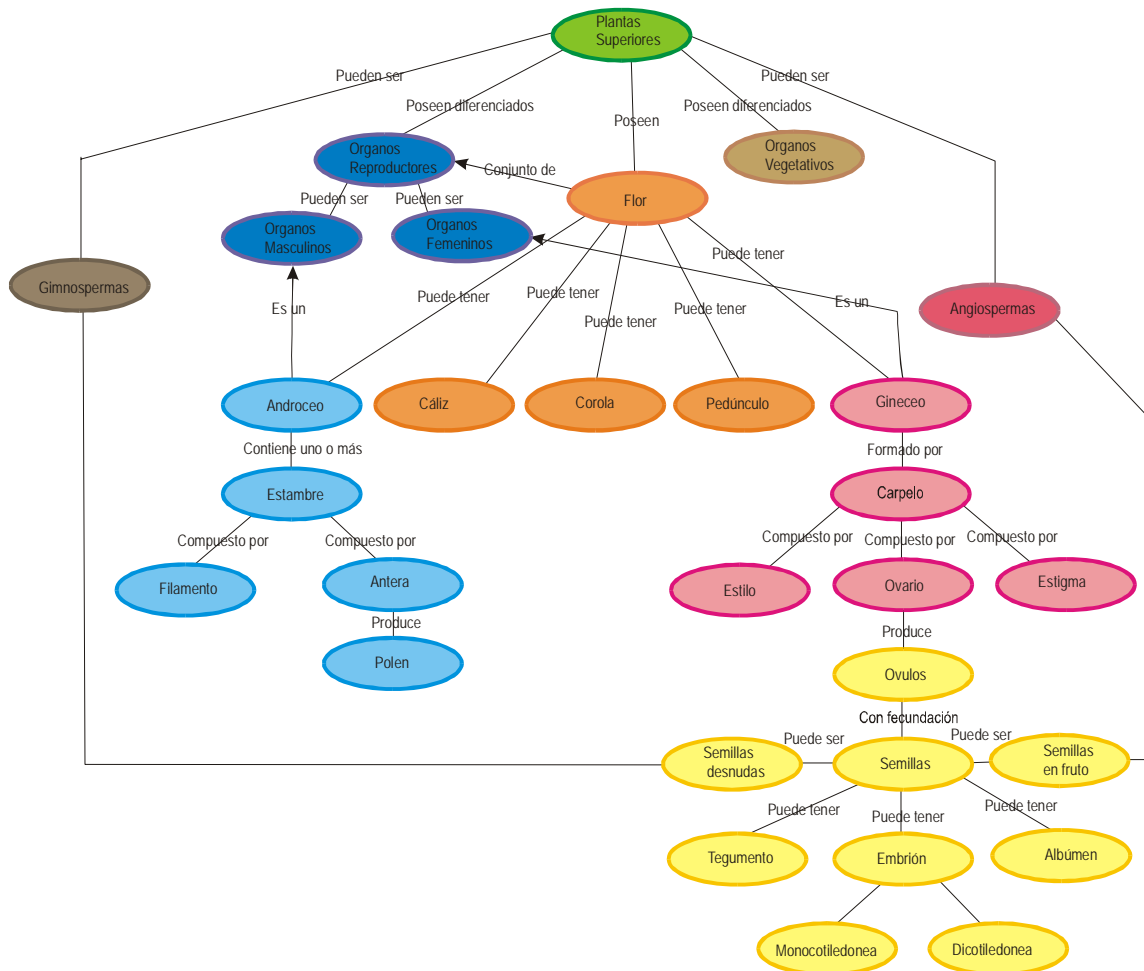 Plantas
Superiores
Pueden ser
Pueden ser
Poseen diferenciados
Poseen diferenciados
Poseen
Organos
Reproductores
Organos
Vegetativos
Conjunto de
Pueden ser
Pueden ser
Flor
Organos
Masculinos
Organos
Femeninos
Puede tener
Gimnospermas
Puede tener
Puede tener
Es un
Es un
Puede tener
Puede tener
Angiospermas
Androceo
Cáliz
Corola
Pedúnculo
Gineceo
Contiene uno o más
Formado por
Estambre
Carpelo
Compuesto por
Compuesto por
Compuesto por
Compuesto por
Compuesto por
Filamento
Antera
Estilo
Ovario
Estigma
Produce
Produce
Polen
Ovulos
Con fecundación
Puede ser
Puede ser
Semillas
desnudas
Semillas
Semillas
en fruto
Puede tener
Puede tener
Puede tener
Tegumento
Embrión
Albúmen
Monocotiledonea
Dicotiledonea